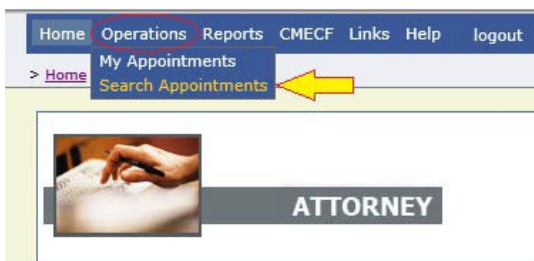 Home Operations Reports CMECF Links Help logout
My Appointments
> Home
Search Appointments
ATTORNEY